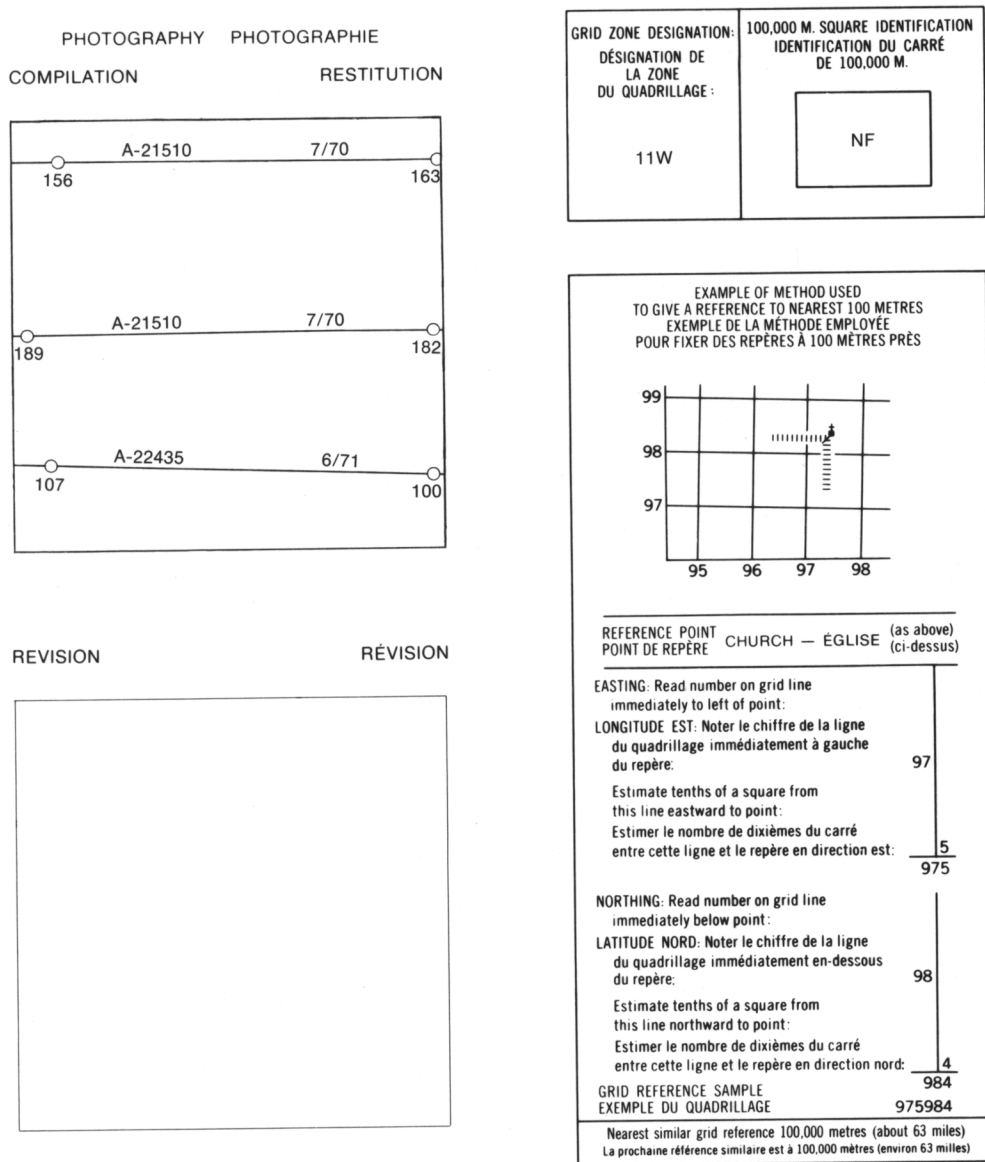 PHOTOGRAPHY PHOTOGRAPHIE
COMPILATION RESTITUTION
A-21510 7/70
156 163
A-21510 7/70
189 182
A-22435 6/71
107 100
REVISION RÉVISION
GRID ZONE DESIGNATION:
DÉSIGNATION DE
LA ZONE
DU QUADRILLAGE :
11W
100,000 M. SQUARE IDENTIFICATION
IDENTIFICATION DU CARRÉ
DE 100,000 M.
NF
EXAMPLE OF METHOD USED
TO GIVE A REFERENCE TO NEAREST 100 METRES
EXEMPLE DE LA MÉTHODE EMPLOYÉE
POUR FIXER DES REPÈRES À 100 MÈTRES PRÈS
99
98
97
95 96 97 98
REFERENCE POINT
POINT DE REPÈRE
CHURCH — ÉGLISE
(as above)
(ci-dessus)
EASTING: Read number on grid line
immediately to left of point:
LONGITUDE EST: Noter le chiffre de la ligne
du quadrillage immédiatement à gauche
du repère: 97
Estimate tenths of a square from
this line eastward to point:
Estimer le nombre de dixièmes du carré
entre cette ligne et le repère en direction est: 5
975
NORTHING: Read number on grid line
immediately below point:
LATITUDE NORD: Noter le chiffre de la ligne
du quadrillage immédiatement en-dessous
du repère: 98
Estimate tenths of a square from
this line northward to point:
Estimer le nombre de dixièmes du carré
entre cette ligne et le repère en direction nord: 4
984
GRID REFERENCE SAMPLE
EXEMPLE DU QUADRILLAGE 975984
Nearest similar grid reference 100,000 metres (about 63 miles)
La prochaine référence similaire est à 100,000 mètres (environ 63 milles)